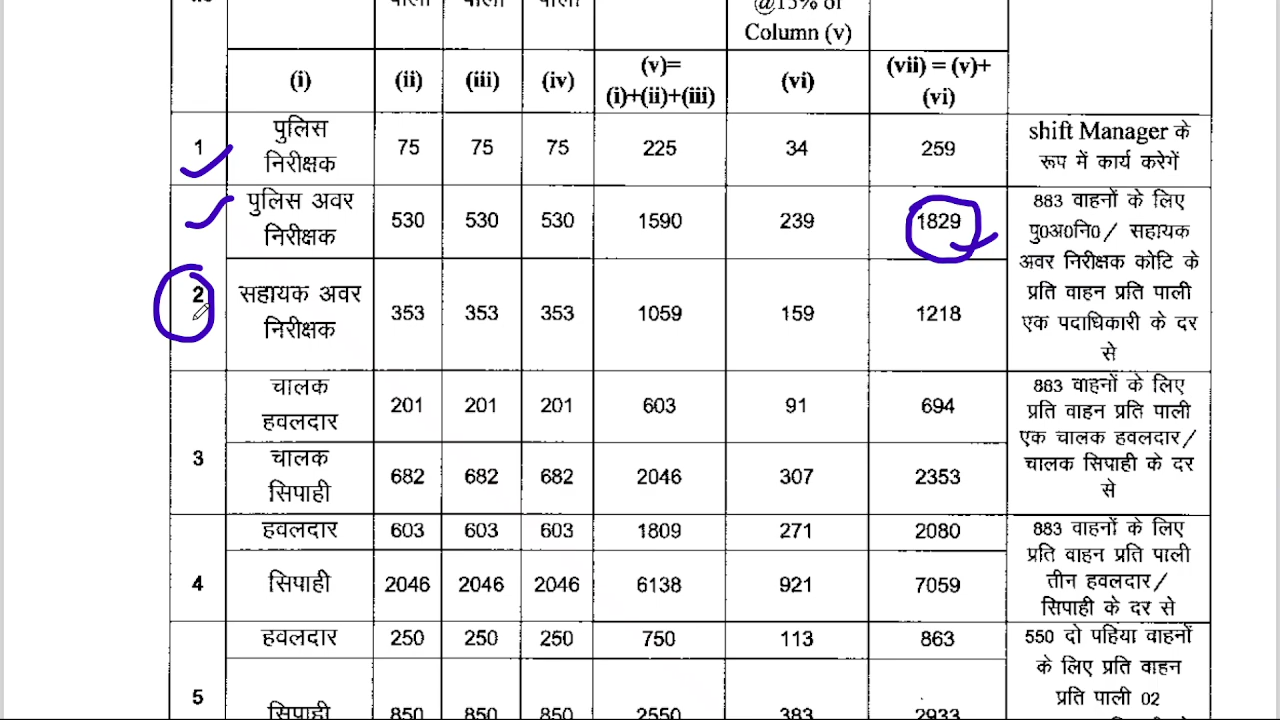 @15% of
Column (v)
(i) (ii) (iii) (iv) (v)= (vi) (vii) = (v)+
(i)+(ii)+(iii) (vi)
1 पुलिस निरीक्षक 75 75 75 225 34 259 shift Manager के
रूप में कार्य करेगें
पुलिस अवर निरीक्षक 530 530 530 1590 239 1829
2 सहायक अवर निरीक्षक 353 353 353 1059 159 1218
883 वाहनों के लिए
पु0अ0नि0/ सहायक
अवर निरीक्षक कोटि के
प्रति वाहन प्रति पाली
एक पदाधिकारी के दर
से
3 चालक हवलदार 201 201 201 603 91 694
चालक सिपाही 682 682 682 2046 307 2353
883 वाहनों के लिए
प्रति वाहन प्रति पाली
एक चालक हवलदार/
चालक सिपाही के दर
से
हवलदार 603 603 603 1809 271 2080
4 सिपाही 2046 2046 2046 6138 921 7059
883 वाहनों के लिए
प्रति वाहन प्रति पाली
तीन हवलदार/
सिपाही के दर से
हवलदार 250 250 250 750 113 863
5 सिपाही 850 850 850 2550 383 2933
550 दो पहिया वाहनों
के लिए प्रति वाहन
प्रति पाली 02